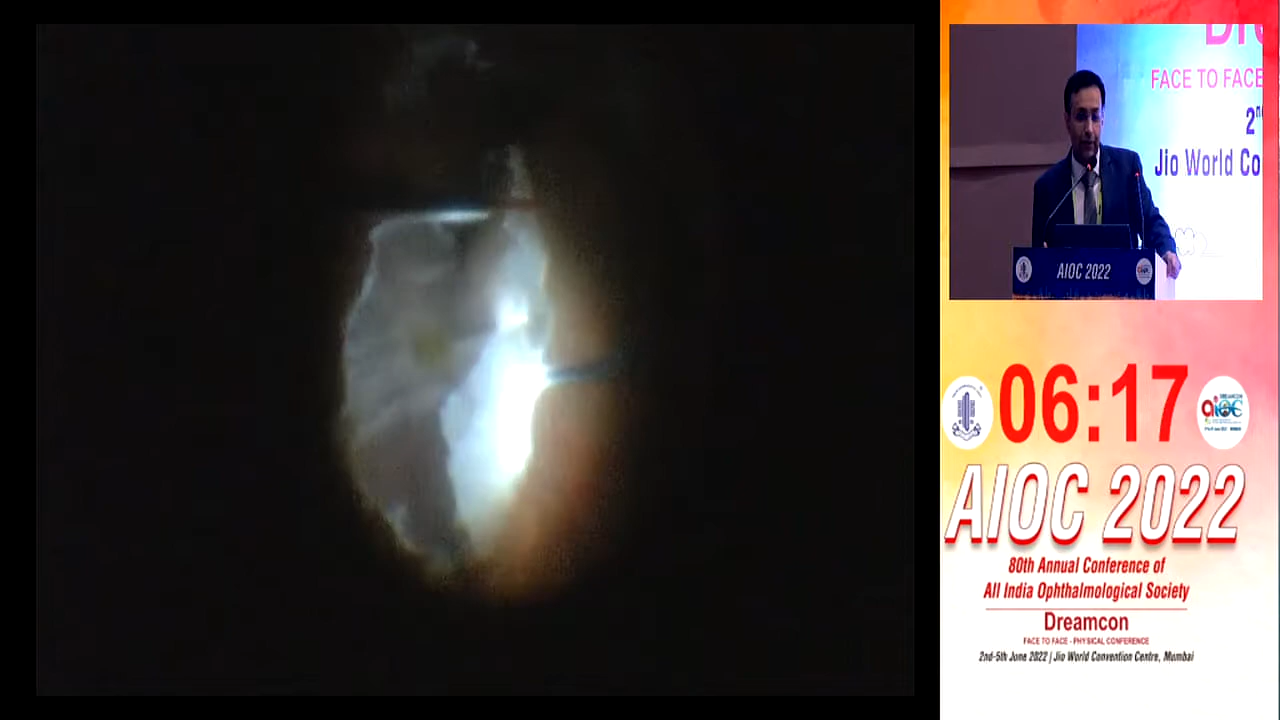 FACE TO FACE
2nd
Jio World Co
AIOC 2022
06:17
AIOC 2022
80th Annual Conference of
All India Ophthalmological Society
Dreamcon
FACE TO FACE - PHYSICAL CONFERENCE
2nd-5th June 2022 | Jio World Convention Centre, Mumbai